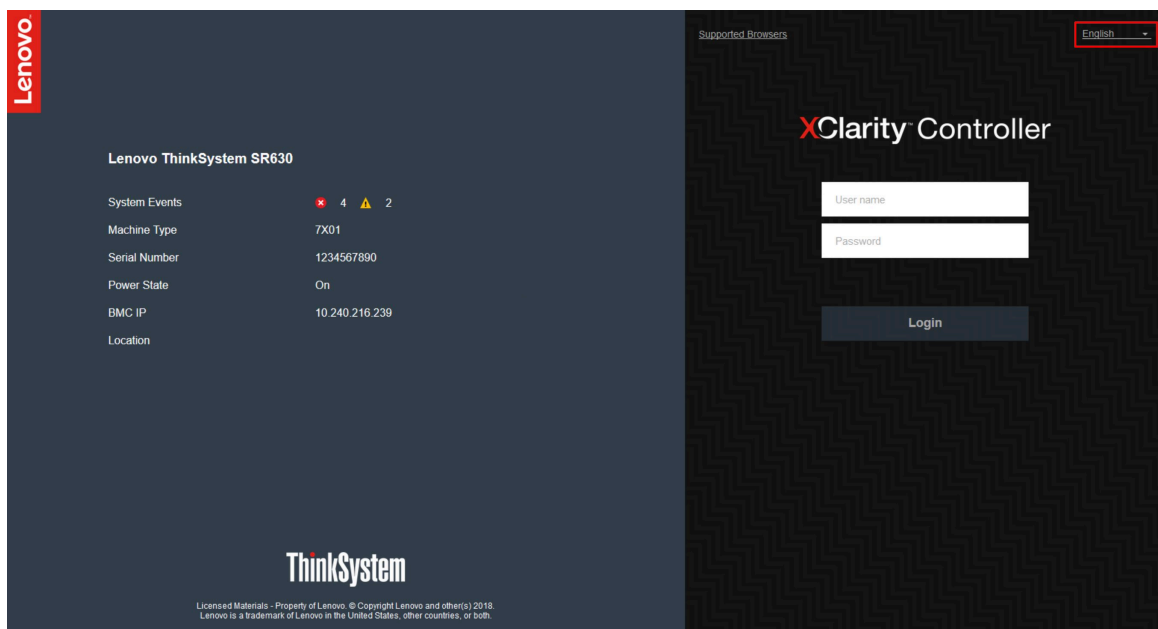 Lenovo.
Lenovo ThinkSystem SR630
System Events 4 2
Machine Type 7X01
Serial Number 1234567890
Power State On
BMC IP 10.240.216.239
Location
ThinkSystem
Licensed Materials - Property of Lenovo. © Copyright Lenovo and other(s) 2018.
Lenovo is a trademark of Lenovo in the United States, other countries, or both.
Supported Browsers
English
XClarity™ Controller
User name
Password
Login